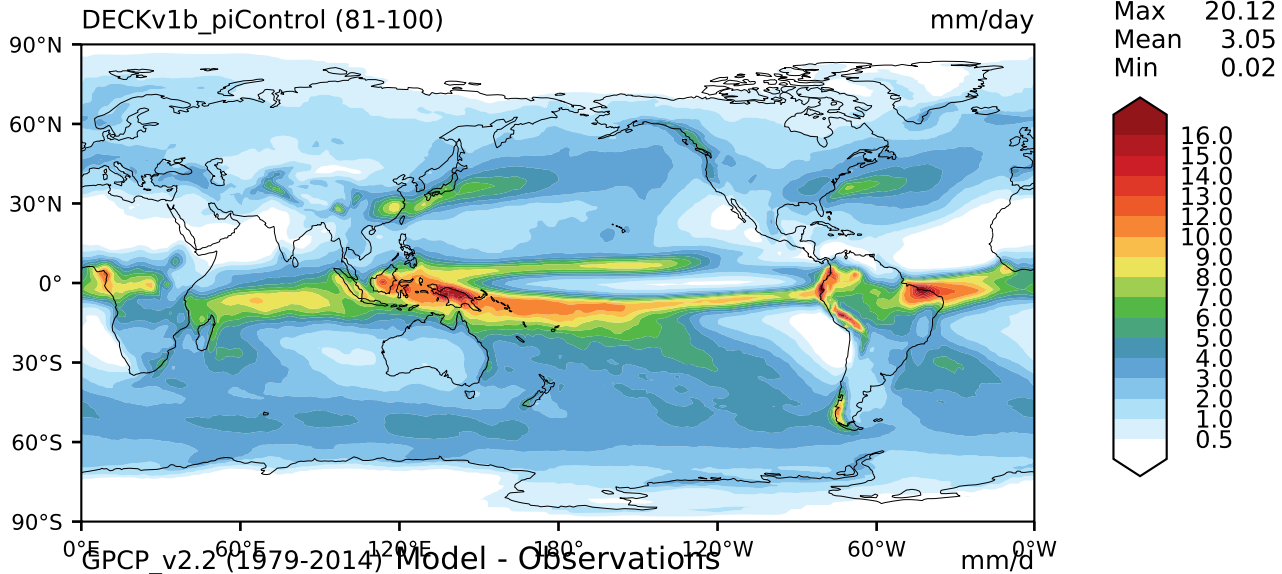 DECKv1b_piControl (81-100) mm/day
Max 20.12
Mean 3.05
Min 0.02
90°N
60°N
30°N
0°
30°S
60°S
90°S
16.0
15.0
14.0
13.0
12.0
10.0
9.0
8.0
7.0
6.0
5.0
4.0
3.0
2.0
1.0
0.5
0°E 60°E 120°E 180° 120°W 60°W 0°W
GPCP_v2.2 (1979-2014) Model - Observations mm/d